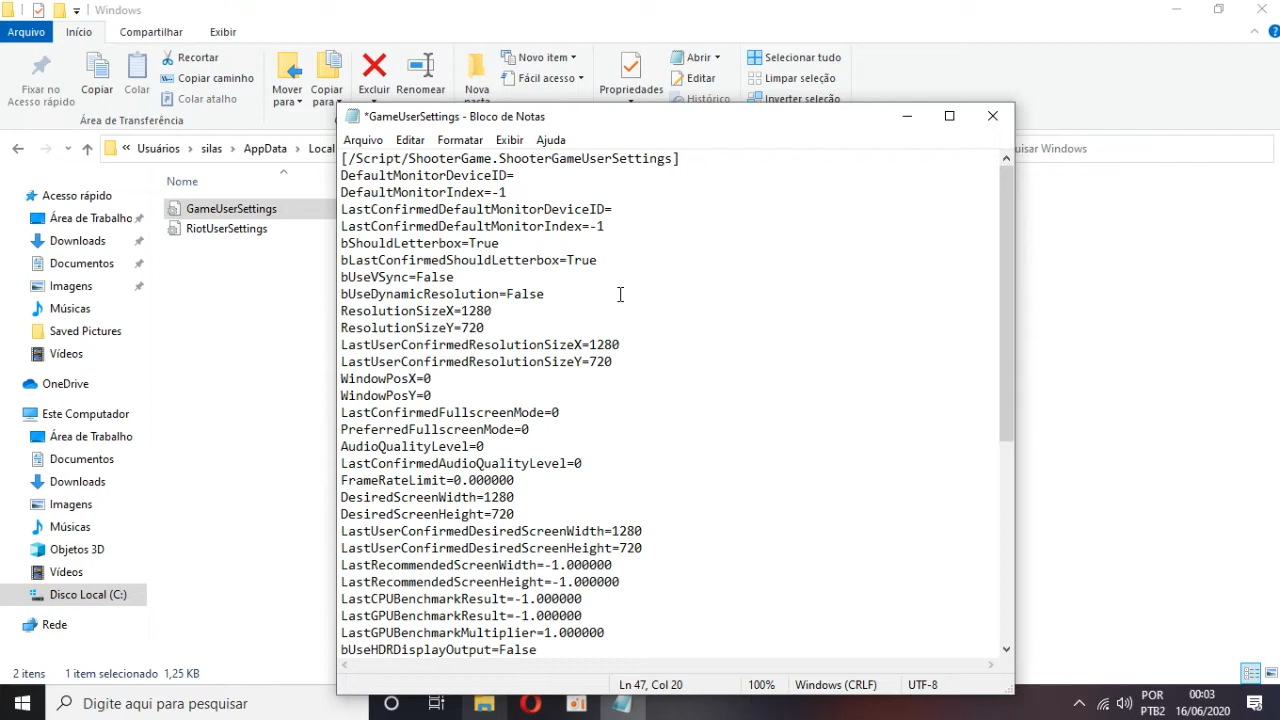 Windows
Arquivo Início Compartilhar Exibir
Fixar no Acesso rápido
Copiar
Colar
Recortar
Copiar caminho
Colar atalho
Área de Transferência
Mover para
Copiar para
Excluir
Renomear
Nova pasta
Novo item
Fácil acesso
Propriedades
Abrir
Editar
Histórico
Selecionar tudo
Limpar seleção
Inverter seleção
« Usuários › silas › AppData › Local
uisar Windows
Nome
GameUserSettings
RiotUserSettings
Acesso rápido
Área de Trabalho
Downloads
Documentos
Imagens
Músicas
Saved Pictures
Vídeos
OneDrive
Este Computador
Área de Trabalho
Documentos
Downloads
Imagens
Músicas
Objetos 3D
Vídeos
Disco Local (C:)
Rede
2 itens 1 item selecionado 1,25 KB
*GameUserSettings - Bloco de Notas
Arquivo Editar Formatar Exibir Ajuda
[/Script/ShooterGame.ShooterGameUserSettings]
DefaultMonitorDeviceID=
DefaultMonitorIndex=-1
LastConfirmedDefaultMonitorDeviceID=
LastConfirmedDefaultMonitorIndex=-1
bShouldLetterbox=True
bLastConfirmedShouldLetterbox=True
bUseVSync=False
bUseDynamicResolution=False
ResolutionSizeX=1280
ResolutionSizeY=720
LastUserConfirmedResolutionSizeX=1280
LastUserConfirmedResolutionSizeY=720
WindowPosX=0
WindowPosY=0
LastConfirmedFullscreenMode=0
PreferredFullscreenMode=0
AudioQualityLevel=0
LastConfirmedAudioQualityLevel=0
FrameRateLimit=0.000000
DesiredScreenWidth=1280
DesiredScreenHeight=720
LastUserConfirmedDesiredScreenWidth=1280
LastUserConfirmedDesiredScreenHeight=720
LastRecommendedScreenWidth=-1.000000
LastRecommendedScreenHeight=-1.000000
LastCPUBenchmarkResult=-1.000000
LastGPUBenchmarkResult=-1.000000
LastGPUBenchmarkMultiplier=1.000000
bUseHDRDisplayOutput=False
Ln 47, Col 20 100% Windows (CRLF) UTF-8
Digite aqui para pesquisar
POR
PTB2
00:03
16/06/2020